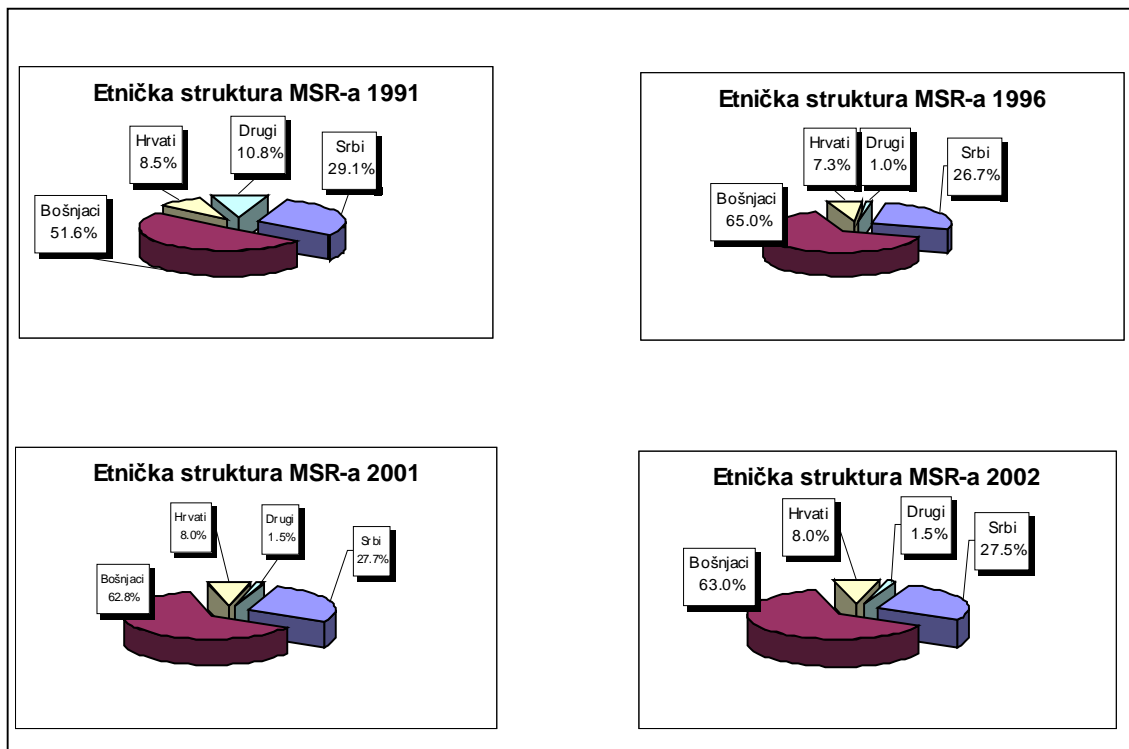 Etnička struktura MSR-a 1991
Hrvati
8.5%
Drugi
10.8%
Srbi
29.1%
Bošnjaci
51.6%
Etnička struktura MSR-a 1996
Hrvati
7.3%
Drugi
1.0%
Srbi
26.7%
Bošnjaci
65.0%
Etnička struktura MSR-a 2001
Hrvati
8.0%
Drugi
1.5%
Srbi
27.7%
Bošnjaci
62.8%
Etnička struktura MSR-a 2002
Hrvati
8.0%
Drugi
1.5%
Srbi
27.5%
Bošnjaci
63.0%